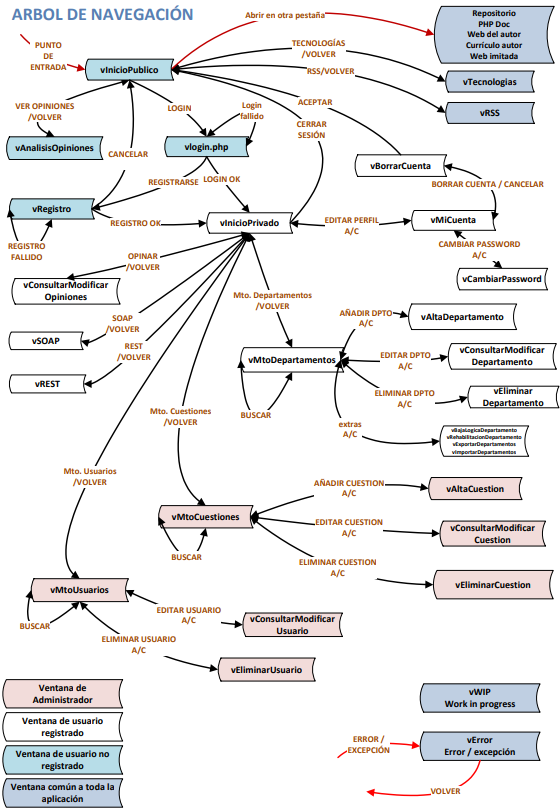 ARBOL DE NAVEGACIÓN
Abrir en otra pestaña
Repositorio
PHP Doc
Web del autor
Currículo autor
Web imitada
PUNTO
DE
ENTRADA
vInicioPublico
TECNOLOGÍAS
/VOLVER
RSS/VOLVER
vTecnologias
vRSS
VER OPINIONES
/VOLVER
LOGIN
Login
fallido
ACEPTAR
CERRAR
SESIÓN
vAnalisisOpiniones
CANCELAR
vlogin.php
vBorrarCuenta
REGISTRARSE
LOGIN OK
BORRAR CUENTA / CANCELAR
vRegistro
REGISTRO OK
vInicioPrivado
EDITAR PERFIL
A/C
vMiCuenta
REGISTRO
FALLIDO
CAMBIAR PASSWORD
A/C
OPINAR
/VOLVER
vCambiarPassword
vConsultarModificar
Opiniones
Mto. Departamentos
/VOLVER
SOAP
/VOLVER
AÑADIR DPTO
A/C
vAltaDepartamento
vSOAP
REST
/VOLVER
vMtoDepartamentos
EDITAR DPTO
A/C
vConsultarModificar
Departamento
vREST
ELIMINAR DPTO
A/C
vEliminar
Departamento
Mto. Cuestiones
/VOLVER
BUSCAR
extras
A/C
vBajaLogicaDepartamento
vRehabilitacionDepartamento
vExportarDepartamentos
vImportarDepartamentos
Mto. Usuarios
/VOLVER
AÑADIR CUESTION
A/C
vAltaCuestion
vMtoCuestiones
EDITAR CUESTION
A/C
vConsultarModificar
Cuestion
BUSCAR
ELIMINAR CUESTION
A/C
vEliminarCuestion
vMtoUsuarios
EDITAR USUARIO
A/C
vConsultarModificar
Usuario
BUSCAR
ELIMINAR USUARIO
A/C
vEliminarUsuario
Ventana de
Administrador
vWIP
Work in progress
Ventana de usuario
registrado
Ventana de usuario no
registrado
ERROR /
EXCEPCIÓN
vError
Error / excepción
Ventana común a toda la
aplicación
VOLVER